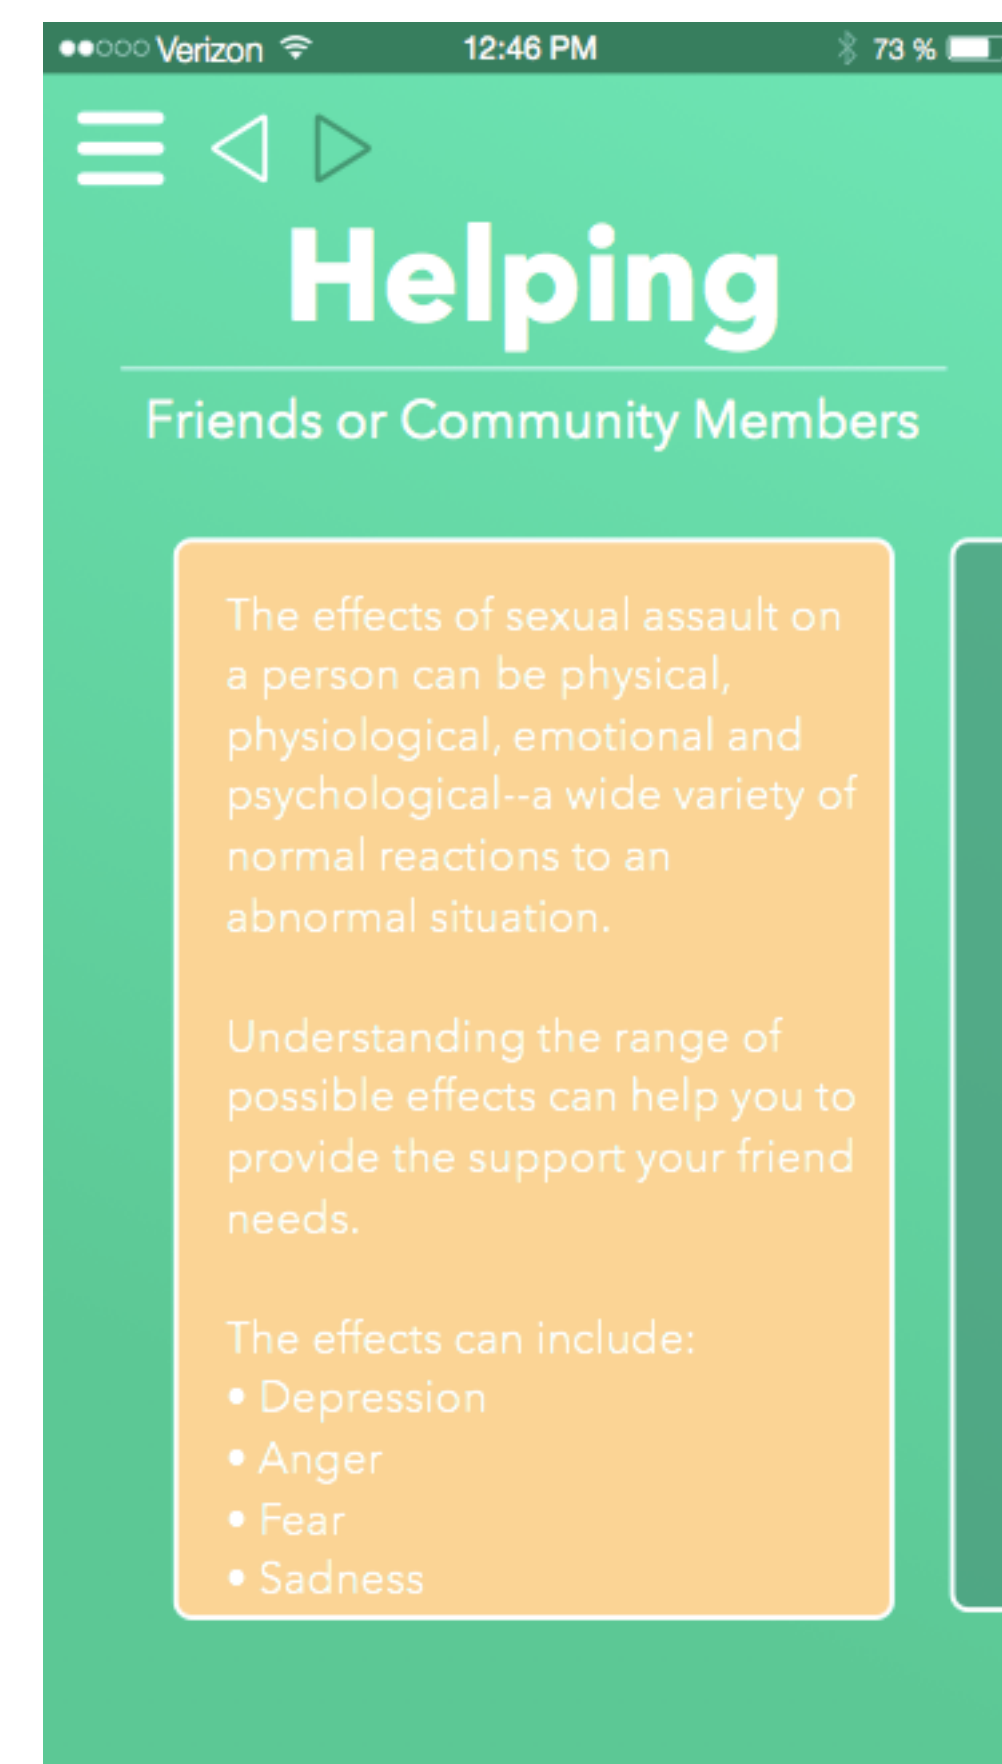 Verizon 12:46 PM 73 %
Helping
Friends or Community Members
The effects of sexual assault on
a person can be physical,
physiological, emotional and
psychological--a wide variety of
normal reactions to an
abnormal situation.
Understanding the range of
possible effects can help you to
provide the support your friend
needs.
The effects can include:
• Depression
• Anger
• Fear
• Sadness